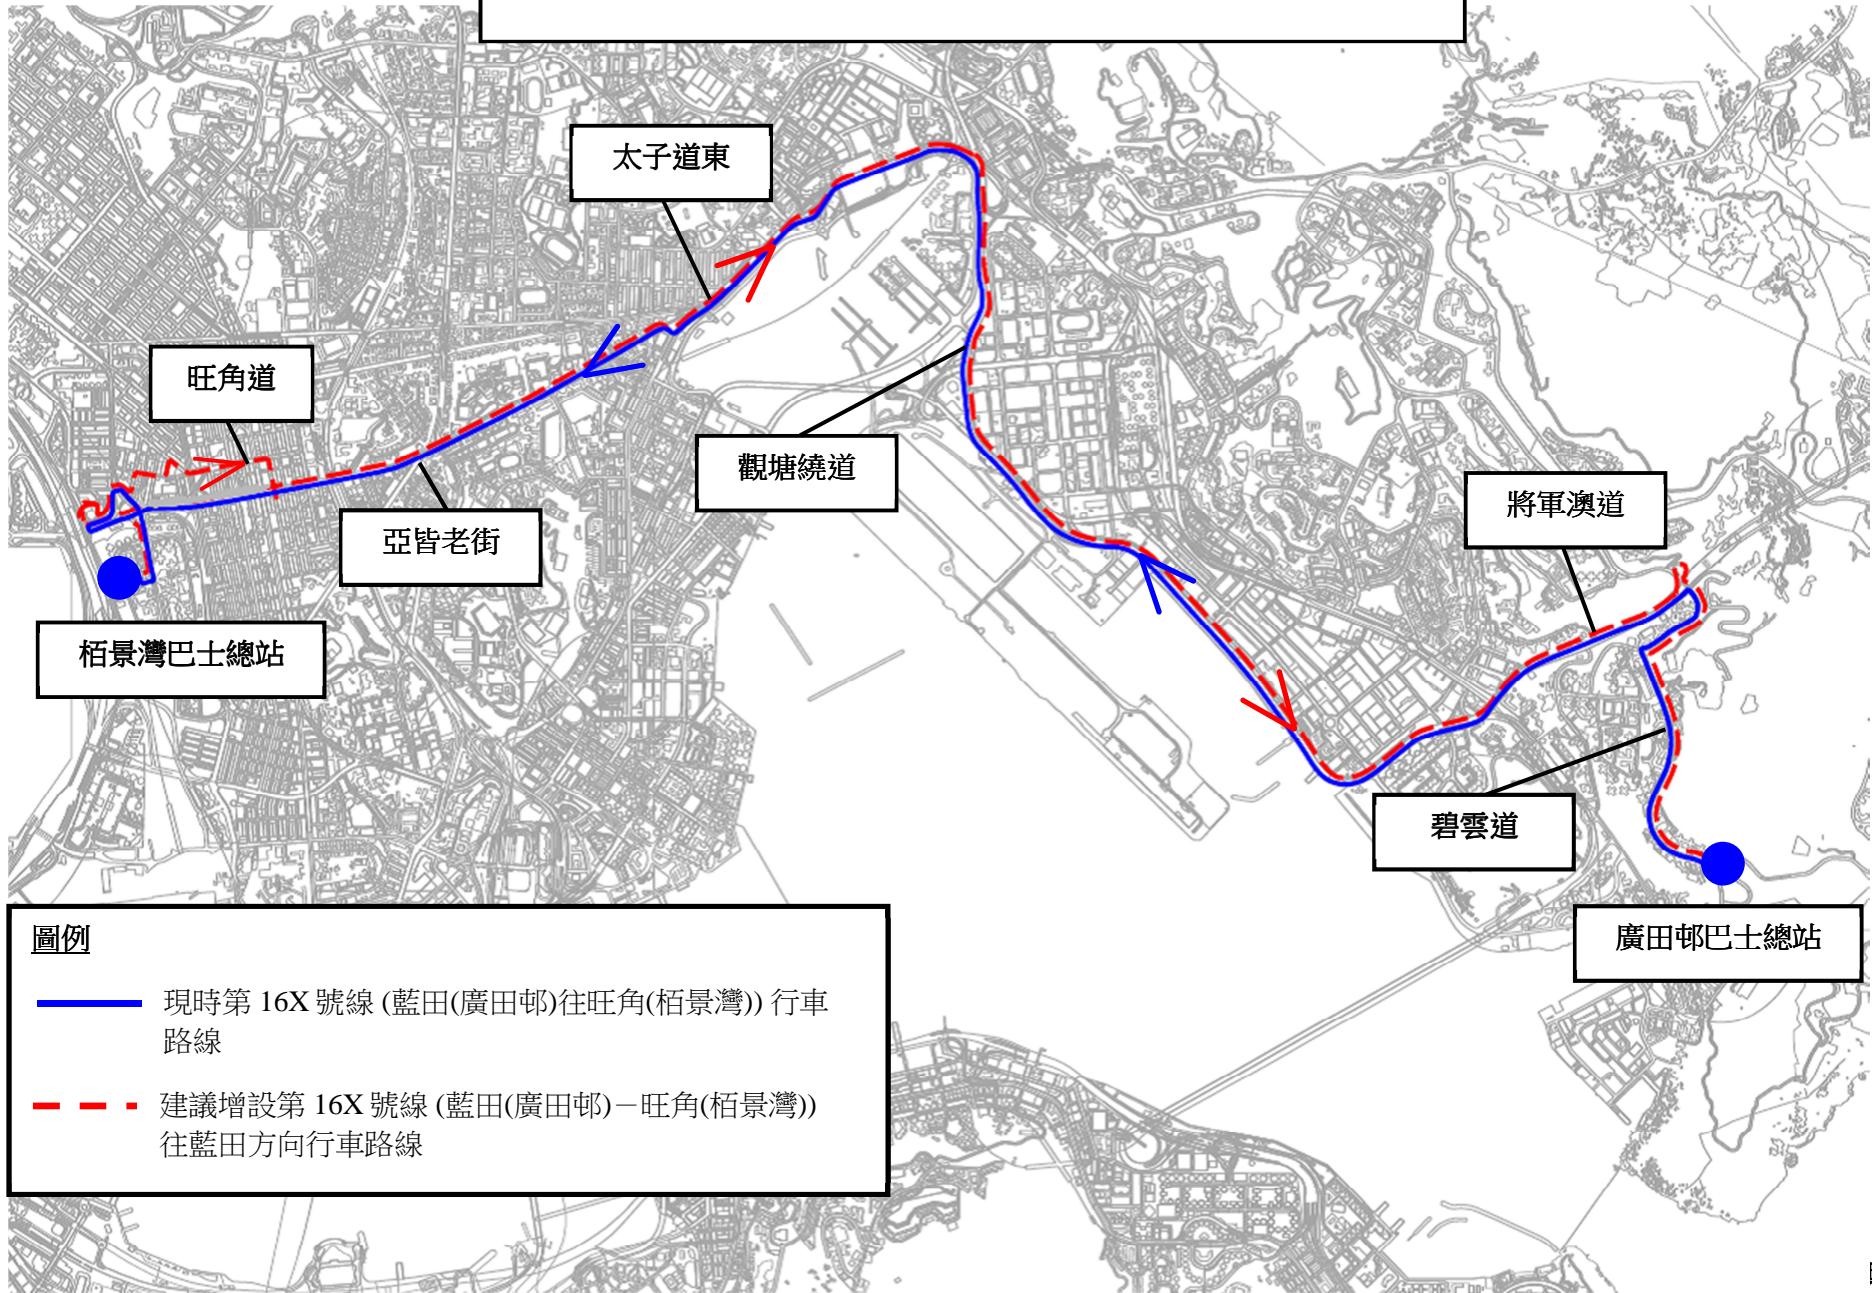 太子道東
旺角道
觀塘繞道
將軍澳道
亞皆老街
栢景灣巴士總站
碧雲道
廣田邨巴士總站
圖例
現時第 16X 號線 (藍田(廣田邨)往旺角(栢景灣)) 行車
路線
建議增設第 16X 號線 (藍田(廣田邨)－旺角(栢景灣))
往藍田方向行車路線